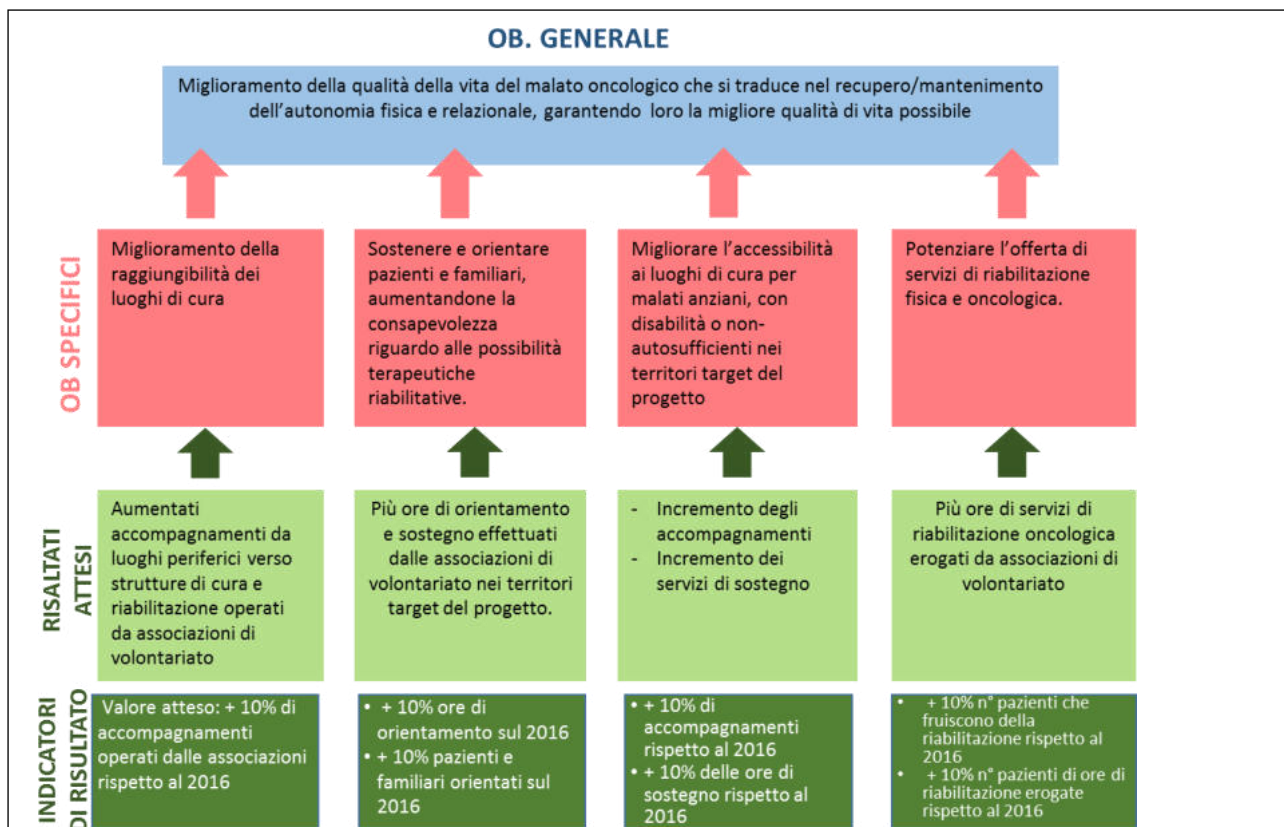 OB. GENERALE
Miglioramento della qualità della vita del malato oncologico che si traduce nel recupero/mantenimento
dell'autonomia fisica e relazionale, garantendo loro la migliore qualità di vita possibile
OB SPECIFICI
Miglioramento della
raggiungibilità dei
luoghi di cura
Sostenere e orientare
pazienti e familiari,
aumentandone la
consapevolezza
riguardo alle possibilità
terapeutiche
riabilitative.
Migliorare l'accessibilità
ai luoghi di cura per
malati anziani, con
disabilità o non-
autosufficienti nei
territori target del
progetto
Potenziare l'offerta di
servizi di riabilitazione
fisica e oncologica.
RISALTATI
ATTESI
Aumentati
accompagnamenti da
luoghi periferici verso
strutture di cura e
riabilitazione operati
da associazioni di
volontariato
Più ore di orientamento
e sostegno effettuati
dalle associazioni di
volontariato nei territori
target del progetto.
- Incremento degli
accompagnamenti
- Incremento dei
servizi di sostegno
Più ore di servizi di
riabilitazione oncologica
erogati da associazioni di
volontariato
INDICATORI
DI RISULTATO
Valore atteso: + 10% di
accompagnamenti
operati dalle associazioni
rispetto al 2016
• + 10% ore di
orientamento sul 2016
• + 10% pazienti e
familiari orientati sul
2016
• + 10% di
accompagnamenti
rispetto al 2016
• + 10% delle ore di
sostegno rispetto al
2016
• + 10% n° pazienti che
fruiscono della
riabilitazione rispetto al
2016
• + 10% n° pazienti di ore di
riabilitazione erogate
rispetto al 2016